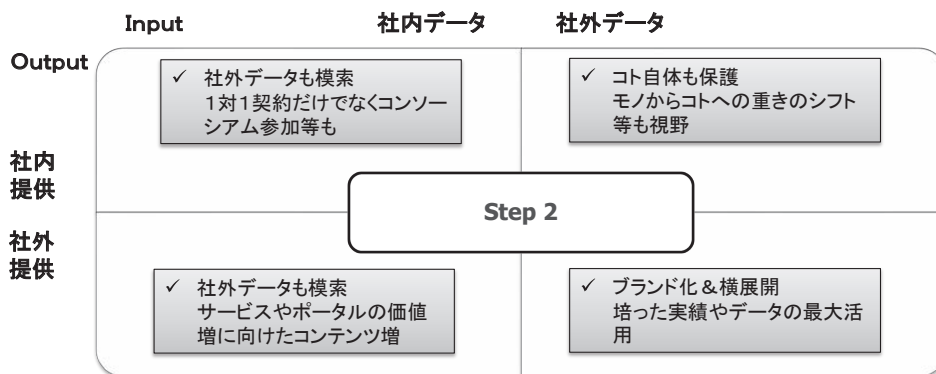 Input
社内データ
社外データ
Output
✓ 社外データも模索
１対１契約だけでなくコンソー
シアム参加等も
✓ コト自体も保護
モノからコトへの重きのシフト
等も視野
社内
提供
Step 2
社外
提供
✓ 社外データも模索
サービスやポータルの価値
増に向けたコンテンツ増
✓ ブランド化＆横展開
培った実績やデータの最大活
用